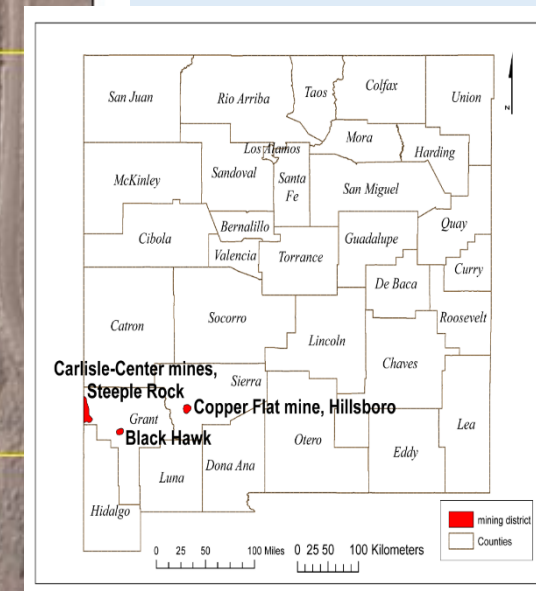 San Juan
Rio Arriba
Taos
Colfax
Union
N
Mora
Los Alamos
Harding
McKinley
Sandoval
Santa
Fe
San Miguel
Bernalillo
Quay
Cibola
Guadalupe
Valencia
Torrance
Curry
De Baca
Catron
Socorro
Roosevelt
Lincoln
Chaves
Carlisle-Center mines,
Steeple Rock
Sierra
Copper Flat mine, Hillsboro
Grant
Black Hawk
Lea
Otero
Eddy
Dona Ana
Luna
Hidalgo
mining district
Counties
0 25 50 100 Miles
0 25 50 100 Kilometers